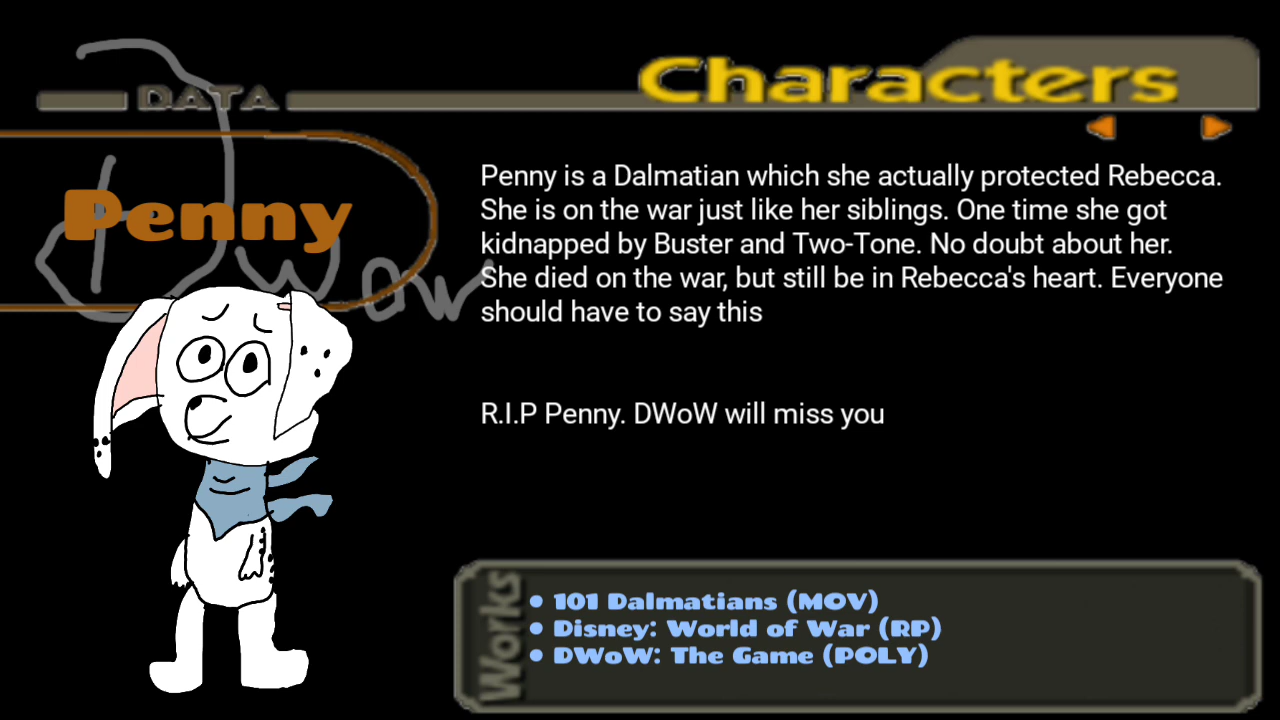 Characters
DATA
Penny
DWow
Penny is a Dalmatian which she actually protected Rebecca.
She is on the war just like her siblings. One time she got
kidnapped by Buster and Two-Tone. No doubt about her.
She died on the war, but still be in Rebecca's heart. Everyone
should have to say this
R.I.P Penny. DWoW will miss you
Works
• 101 Dalmatians (MOV)
• Disney: World of War (RP)
• DWoW: The Game (POLY)